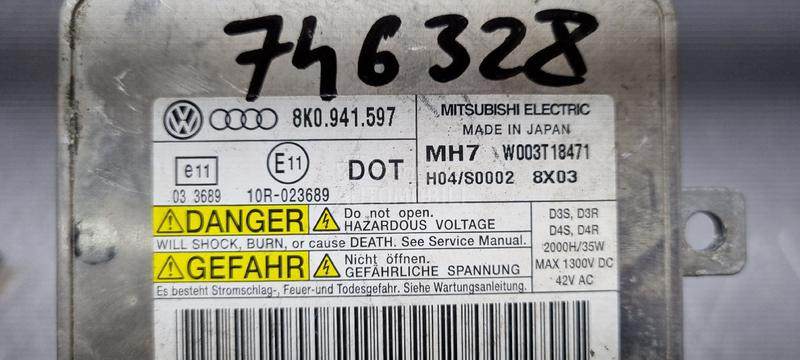 746328
8K0.941.597
MITSUBISHI ELECTRIC
MADE IN JAPAN
MH7 W003T18471
H04/S0002 8X03
e11
E11
DOT
03 3689
10R-023689
DANGER
Do not open.
HAZARDOUS VOLTAGE
WILL SHOCK, BURN, or cause DEATH. See Service Manual.
GEFAHR
Nicht öffnen.
GEFÄHRLICHE SPANNUNG
Es besteht Stromschlag-, Feuer-und Todesgefahr. Siehe Wartungsanleitung.
D3S, D3R
D4S, D4R
2000H/35W
MAX 1300V DC
42V AC